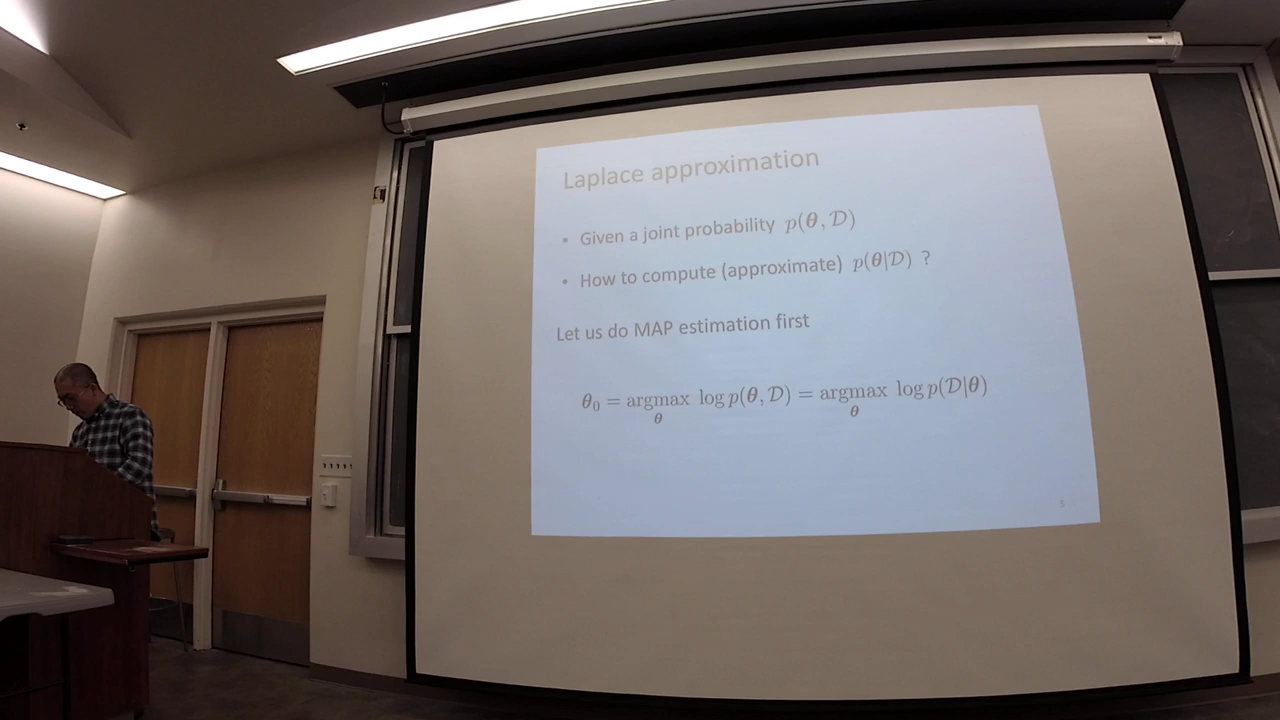 Laplace approximation
• Given a joint probability p(θ, 𝒟)
• How to compute (approximate) p(θ|𝒟) ?
Let us do MAP estimation first
θ₀ = argmax_θ log p(θ, 𝒟) = argmax_θ log p(𝒟|θ)